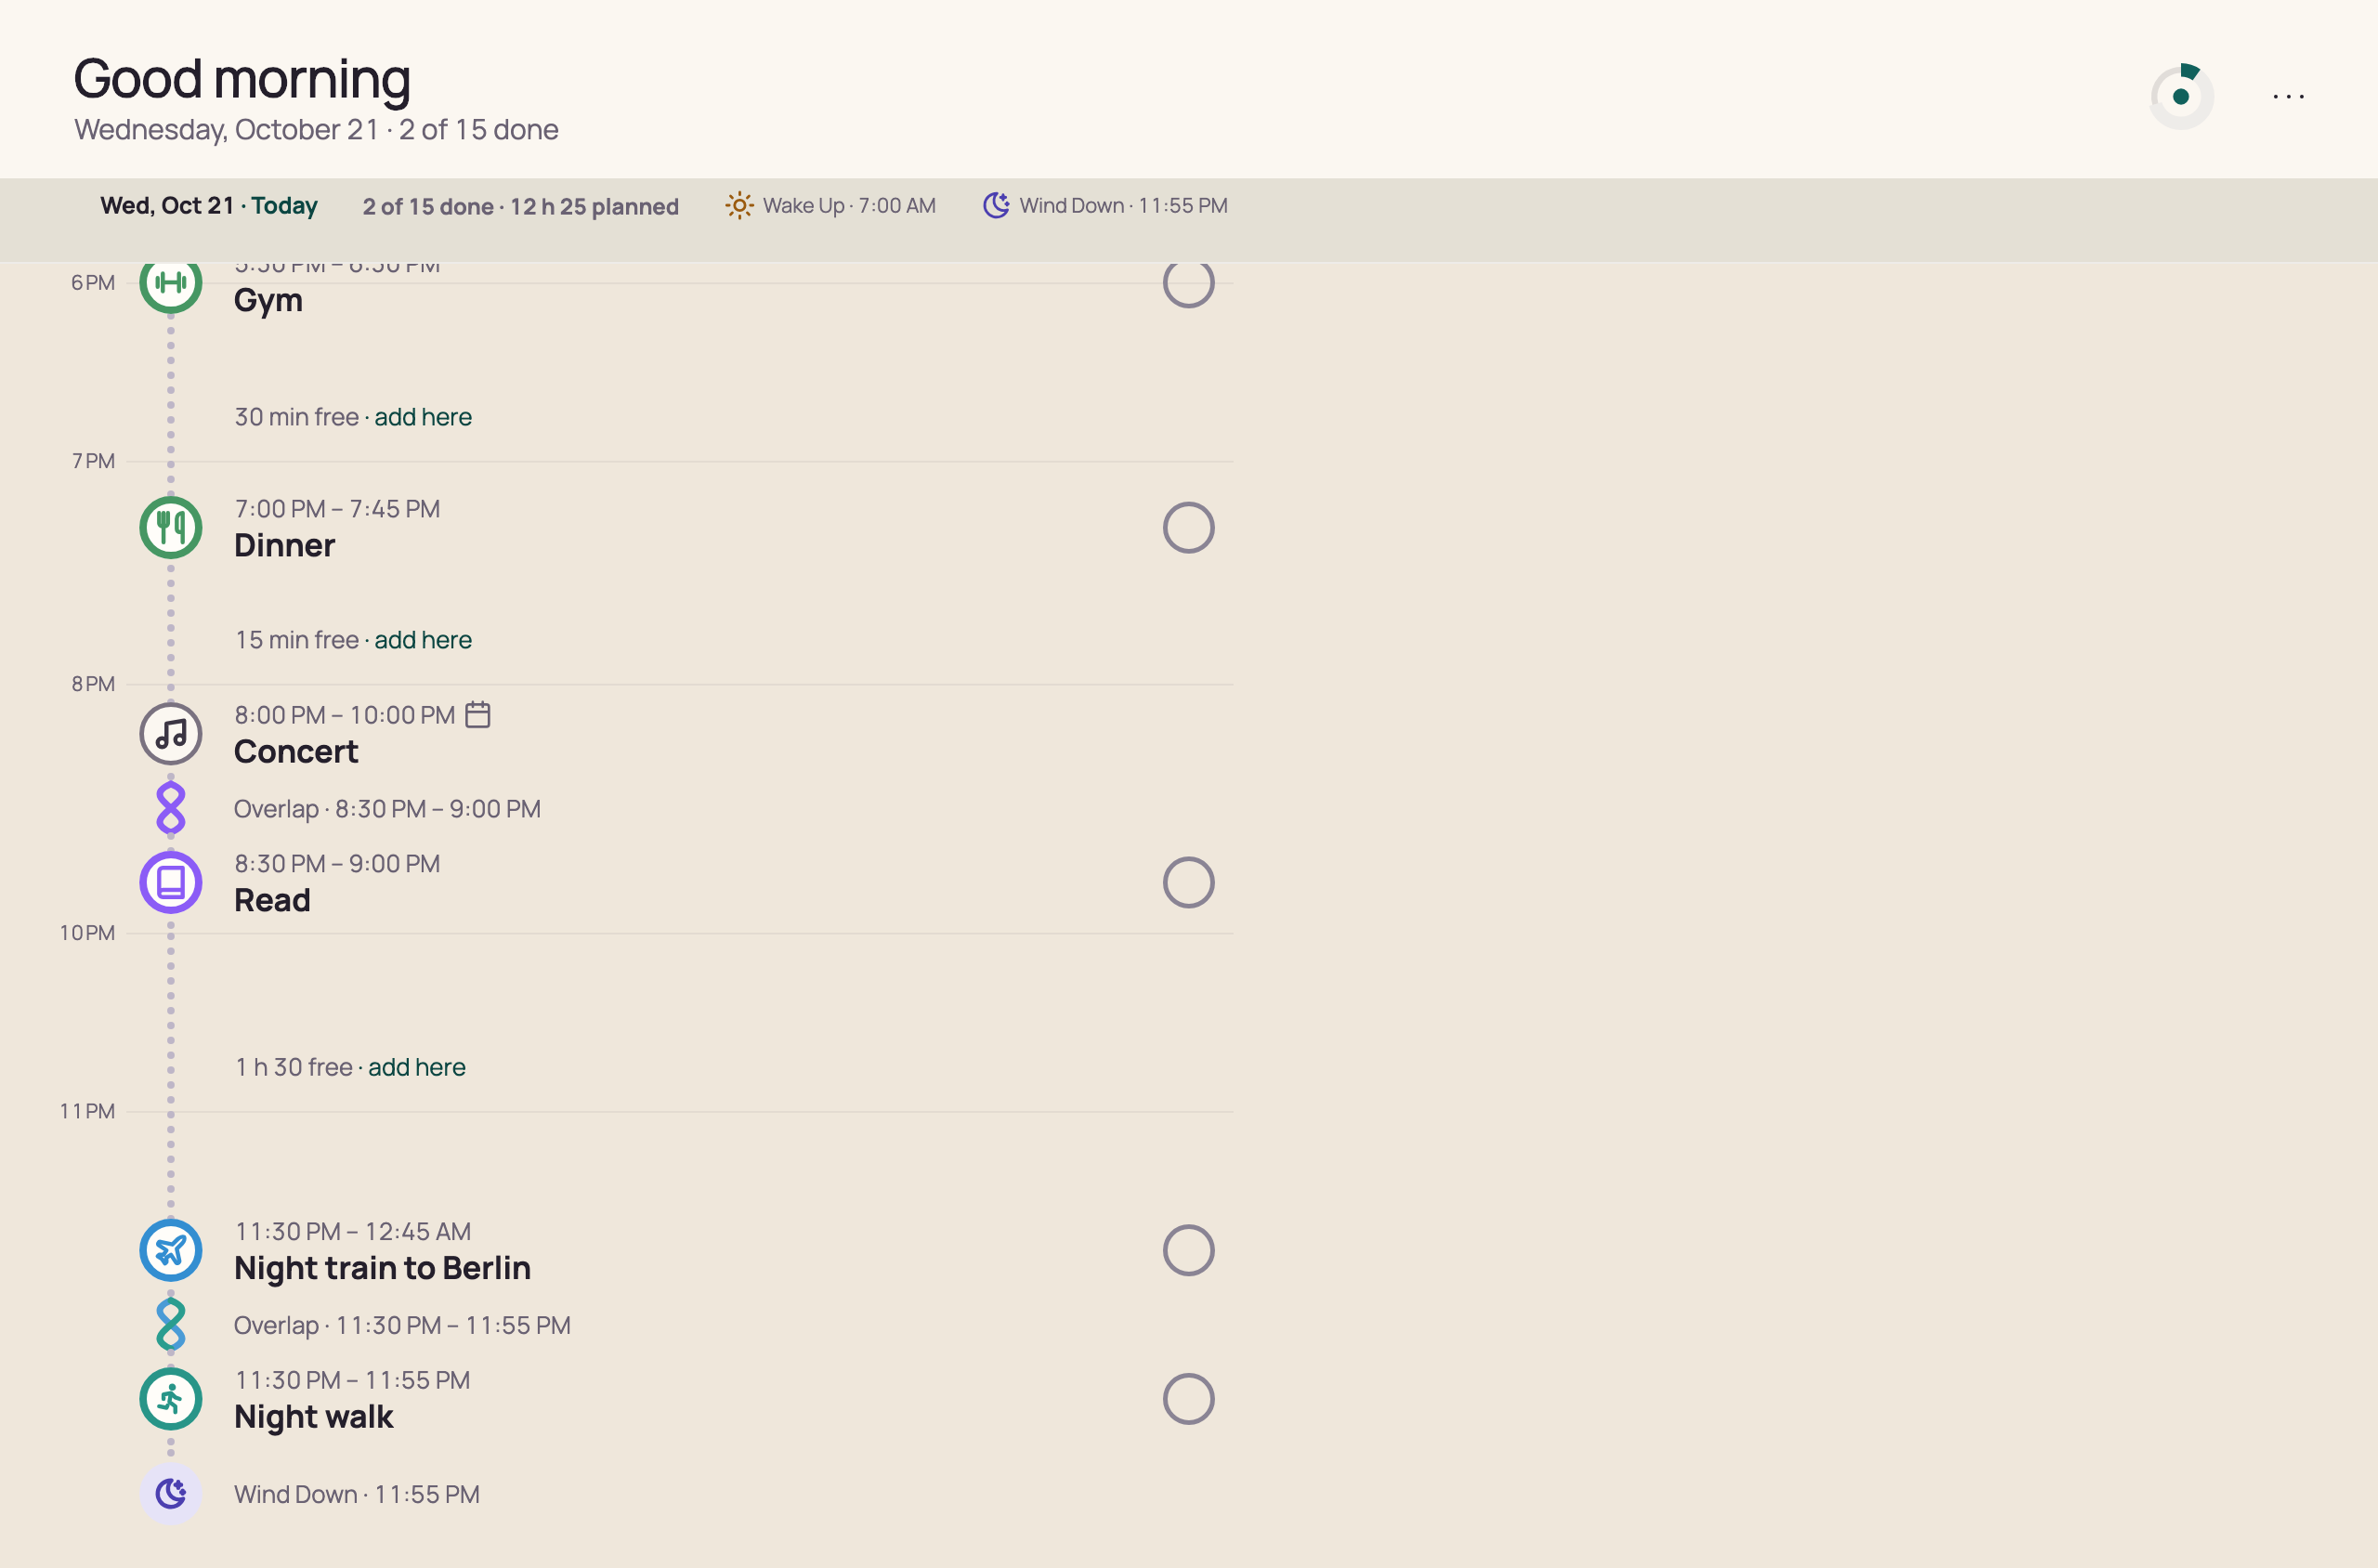 Good morning
Wednesday, October 21 · 2 of 15 done
Wed, Oct 21 · Today
2 of 15 done · 12 h 25 planned
Wake Up · 7:00 AM
Wind Down · 11:55 PM
5:30 PM – 6:30 PM
6 PM
Gym
30 min free · add here
7 PM
7:00 PM – 7:45 PM
Dinner
15 min free · add here
8 PM
8:00 PM – 10:00 PM
Concert
Overlap · 8:30 PM – 9:00 PM
8:30 PM – 9:00 PM
Read
10 PM
1 h 30 free · add here
11 PM
11:30 PM – 12:45 AM
Night train to Berlin
Overlap · 11:30 PM – 11:55 PM
11:30 PM – 11:55 PM
Night walk
Wind Down · 11:55 PM